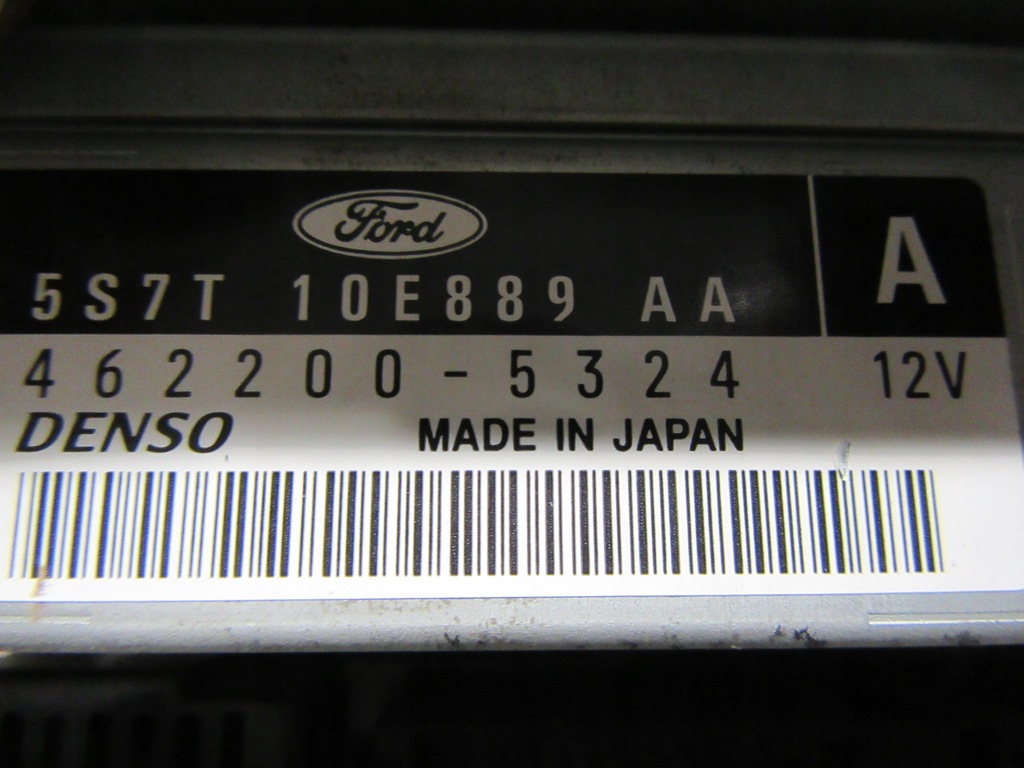 Ford
A
5S7T 10E889 AA
462200-5324 12V
DENSO MADE IN JAPAN